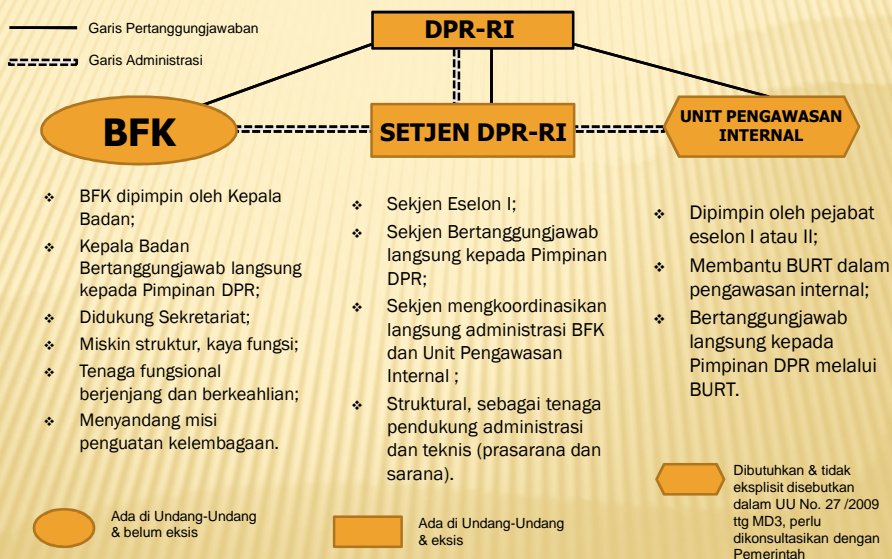 Garis Pertanggungjawaban
Garis Administrasi
DPR-RI
BFK
SETJEN DPR-RI
UNIT PENGAWASAN
INTERNAL
❖ BFK dipimpin oleh Kepala
Badan;
❖ Kepala Badan
Bertanggungjawab langsung
kepada Pimpinan DPR;
❖ Didukung Sekretariat;
❖ Miskin struktur, kaya fungsi;
❖ Tenaga fungsional
berjenjang dan berkeahlian;
❖ Menyandang misi
penguatan kelembagaan.
❖ Sekjen Eselon I;
❖ Sekjen Bertanggungjawab
langsung kepada Pimpinan
DPR;
❖ Sekjen mengkoordinasikan
langsung administrasi BFK
dan Unit Pengawasan
Internal ;
❖ Struktural, sebagai tenaga
pendukung administrasi
dan teknis (prasarana dan
sarana).
❖ Dipimpin oleh pejabat
eselon I atau II;
❖ Membantu BURT dalam
pengawasan internal;
❖ Bertanggungjawab
langsung kepada
Pimpinan DPR melalui
BURT.
Ada di Undang-Undang
& belum eksis
Ada di Undang-Undang
& eksis
Dibutuhkan & tidak
eksplisit disebutkan
dalam UU No. 27 /2009
ttg MD3, perlu
dikonsultasikan dengan
Pemerintah